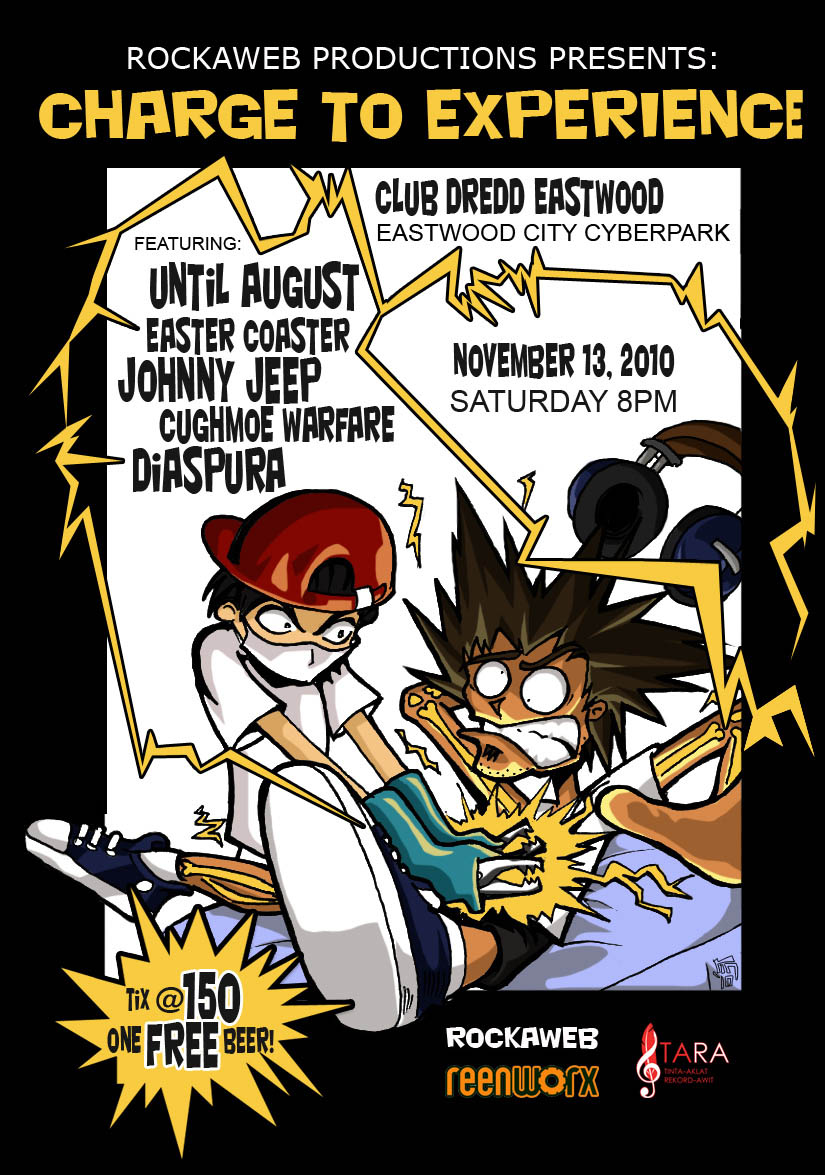 ROCKAWEB PRODUCTIONS PRESENTS:
CHARGE TO EXPERIENCE
CLUB DREDD EASTWOOD
EASTWOOD CITY CYBERPARK
FEATURING:
UNTiL AUGUST
EASTER COASTER
JOHNNY JEEP
CUGHMOE WARFARE
DiASPURA
NOVEMBER 13, 2010
SATURDAY 8PM
TiX @150
ONE FREE BEER!
ROCKAWEB
reenworx
TARA
TINTA-AKLAT
REKORD-AWIT